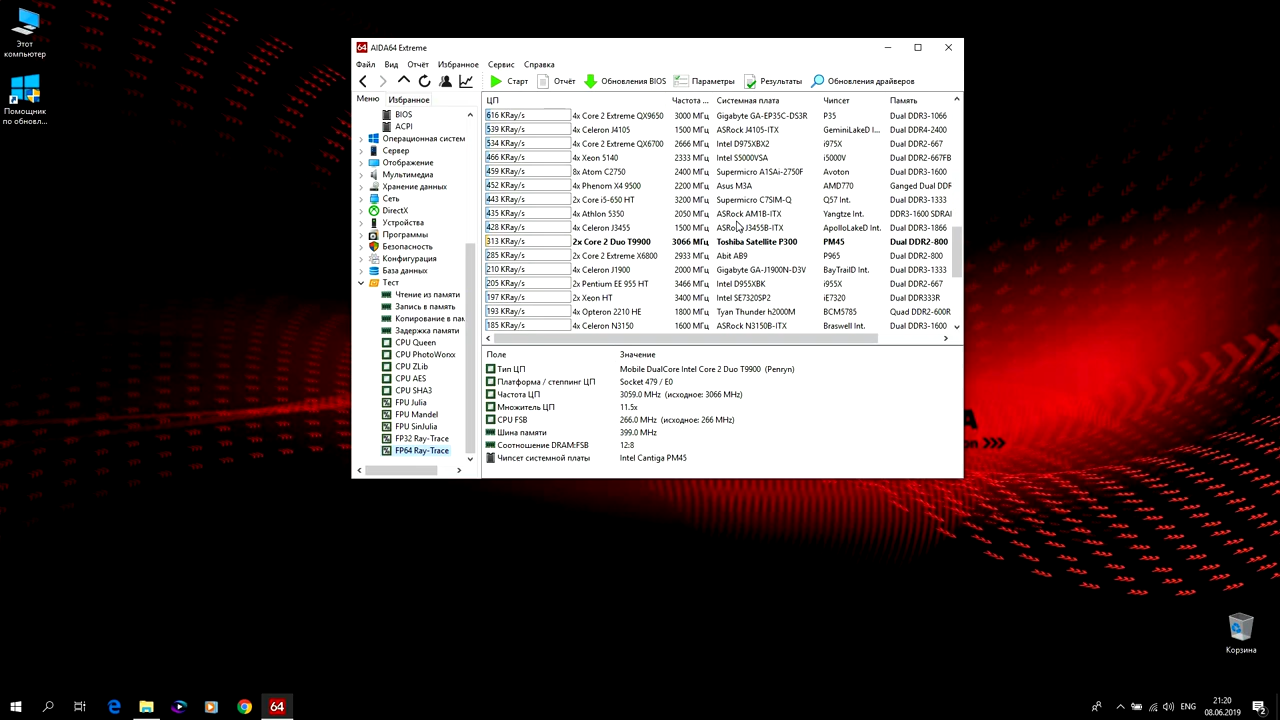 Этот
компьютер
Помощник
по обновл...
64 AIDA64 Extreme
Файл Вид Отчёт Избранное Сервис Справка
Старт Отчёт Обновления BIOS Параметры Результаты Обновления драйверов
Меню Избранное
BIOS
ACPI
Операционная систем
Сервер
Отображение
Мультимедиа
Хранение данных
Сеть
DirectX
Устройства
Программы
Безопасность
Конфигурация
База данных
Тест
Чтение из памяти
Запись в память
Копирование в пам
Задержка памяти
CPU Queen
CPU PhotoWorxx
CPU ZLib
CPU AES
CPU SHA3
FPU Julia
FPU Mandel
FPU SinJulia
FP32 Ray-Trace
FP64 Ray-Trace
ЦП Частота ... Системная плата Чипсет Память
616 KRay/s 4x Core 2 Extreme QX9650 3000 МГц Gigabyte GA-EP35C-DS3R P35 Dual DDR3-1066
539 KRay/s 4x Celeron J4105 1500 МГц ASRock J4105-ITX GeminiLakeD I... Dual DDR4-2400
534 KRay/s 4x Core 2 Extreme QX6700 2666 МГц Intel D975XBX2 i975X Dual DDR2-667
466 KRay/s 4x Xeon 5140 2333 МГц Intel S5000VSA i5000V Dual DDR2-667FB
459 KRay/s 8x Atom C2750 2400 МГц Supermicro A1SAi-2750F Avoton Dual DDR3-1600
452 KRay/s 4x Phenom X4 9500 2200 МГц Asus M3A AMD770 Ganged Dual DDF
443 KRay/s 2x Core i5-650 HT 3200 МГц Supermicro C7SIM-Q Q57 Int. Dual DDR3-1333
435 KRay/s 4x Athlon 5350 2050 МГц ASRock AM1B-ITX Yangtze Int. DDR3-1600 SDRAI
428 KRay/s 4x Celeron J3455 1500 МГц ASRock J3455B-ITX ApolloLakeD Int. Dual DDR3-1866
313 KRay/s 2x Core 2 Duo T9900 3066 МГц Toshiba Satellite P300 PM45 Dual DDR2-800
285 KRay/s 2x Core 2 Extreme X6800 2933 МГц Abit AB9 P965 Dual DDR2-800
210 KRay/s 4x Celeron J1900 2000 МГц Gigabyte GA-J1900N-D3V BayTrailD Int. Dual DDR3-1333
205 KRay/s 2x Pentium EE 955 HT 3466 МГц Intel D955XBK i955X Dual DDR2-667
197 KRay/s 2x Xeon HT 3400 МГц Intel SE7320SP2 iE7320 Dual DDR333R
193 KRay/s 4x Opteron 2210 HE 1800 МГц Tyan Thunder h2000M BCM5785 Quad DDR2-600R
185 KRay/s 4x Celeron N3150 1600 МГц ASRock N3150B-ITX Braswell Int. Dual DDR3-1600
Поле Значение
Тип ЦП Mobile DualCore Intel Core 2 Duo T9900 (Penryn)
Платформа / степпинг ЦП Socket 479 / E0
Частота ЦП 3059.0 MHz (исходное: 3066 MHz)
Множитель ЦП 11.5x
CPU FSB 266.0 MHz (исходное: 266 MHz)
Шина памяти 399.0 MHz
Соотношение DRAM:FSB 12:8
Чипсет системной платы Intel Cantiga PM45
Корзина
64
ENG
21:20
08.06.2019
2